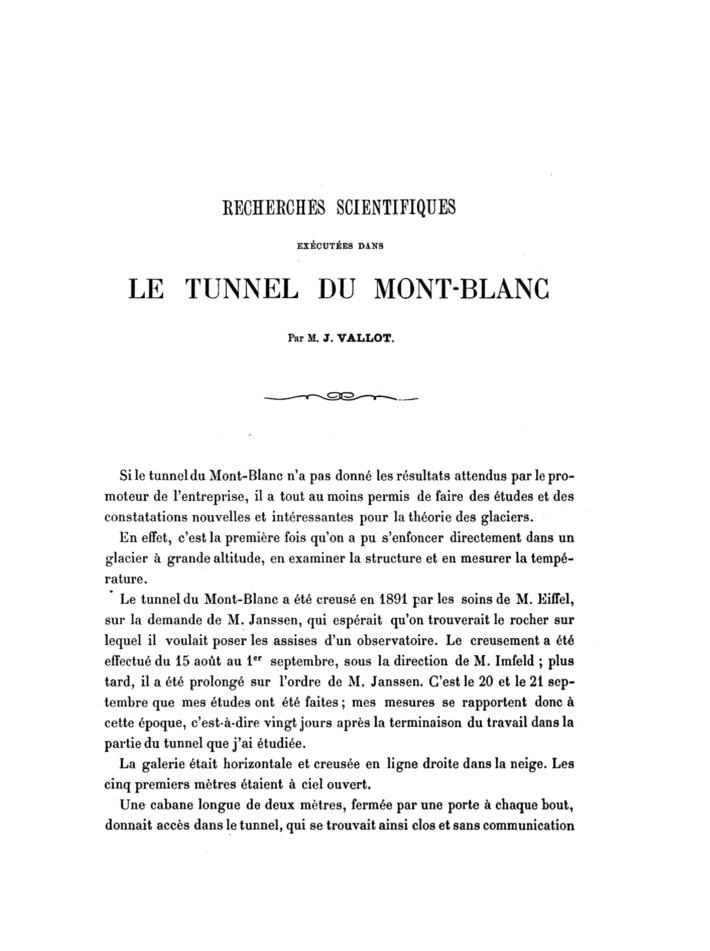 RECHERCHES SCIENTIFIQUES
EXÉCUTÉES DANS
LE TUNNEL DU MONT-BLANC
Par M. J. VALLOT.
Si le tunnel du Mont-Blanc n'a pas donné les résultats attendus par le pro-
moteur de l'entreprise, il a tout au moins permis de faire des études et des
constatations nouvelles et intéressantes pour la théorie des glaciers.
En effet, c'est la première fois qu'on a pu s'enfoncer directement dans un
glacier à grande altitude, en examiner la structure et en mesurer la tempé-
rature.
Le tunnel du Mont-Blanc a été creusé en 1891 par les soins de M. Eiffel,
sur la demande de M. Janssen, qui espérait qu'on trouverait le rocher sur
lequel il voulait poser les assises d'un observatoire. Le creusement a été
effectué du 15 août au 1er septembre, sous la direction de M. Imfeld ; plus
tard, il a été prolongé sur l'ordre de M. Janssen. C'est le 20 et le 21 sep-
tembre que mes études ont été faites ; mes mesures se rapportent donc à
cette époque, c'est-à-dire vingt jours après la terminaison du travail dans la
partie du tunnel que j'ai étudiée.
La galerie était horizontale et creusée en ligne droite dans la neige. Les
cinq premiers mètres étaient à ciel ouvert.
Une cabane longue de deux mètres, fermée par une porte à chaque bout,
donnait accès dans le tunnel, qui se trouvait ainsi clos et sans communication